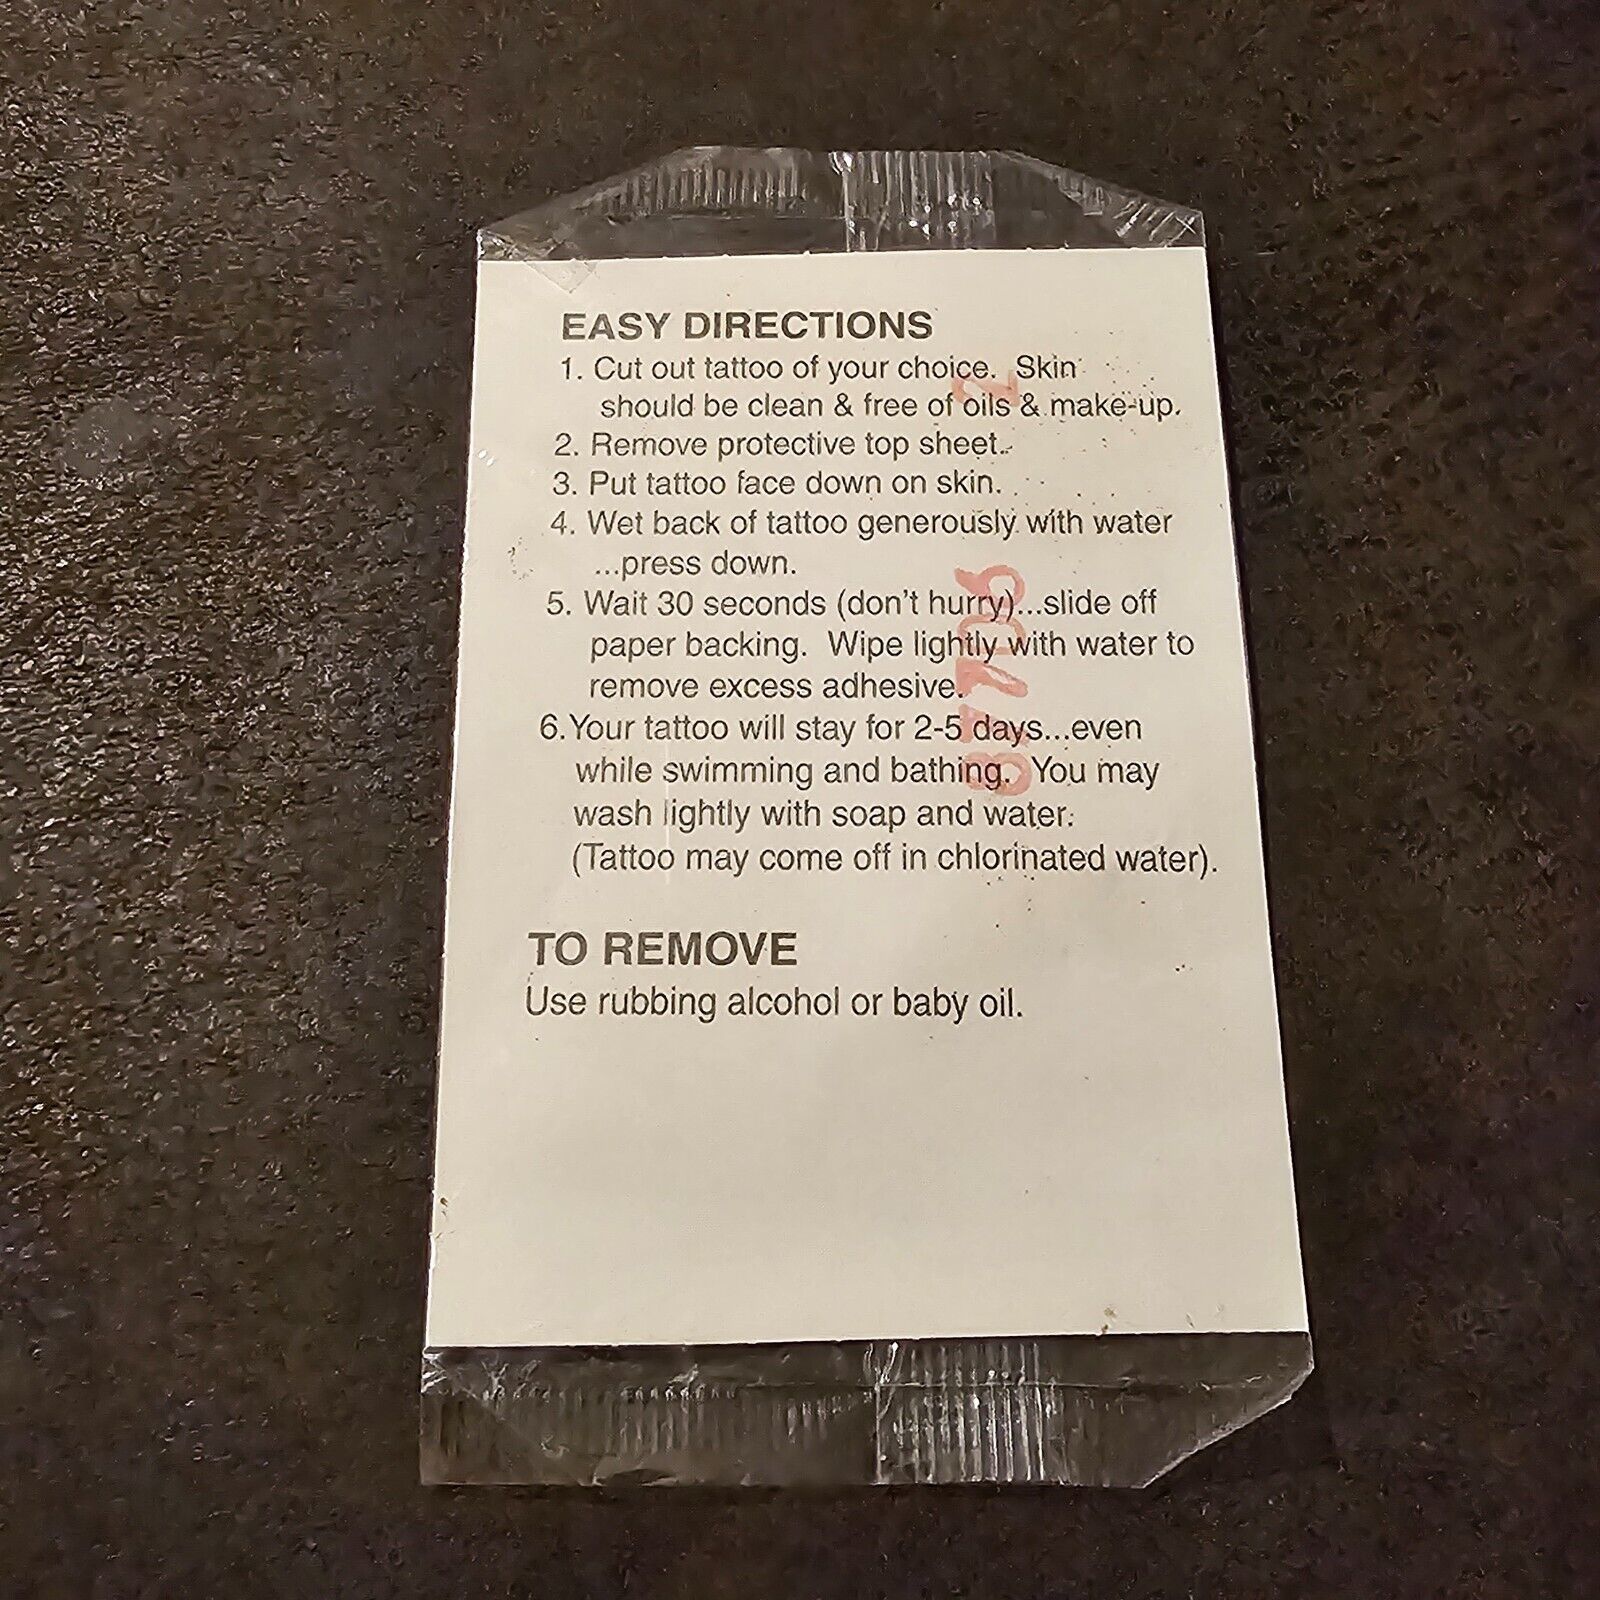 EASY DIRECTIONS
1. Cut out tattoo of your choice. Skin
should be clean & free of oils & make-up.
2. Remove protective top sheet.
3. Put tattoo face down on skin.
4. Wet back of tattoo generously with water
...press down.
5. Wait 30 seconds (don't hurry)...slide off
paper backing. Wipe lightly with water to
remove excess adhesive.
6. Your tattoo will stay for 2-5 days...even
while swimming and bathing. You may
wash lightly with soap and water.
(Tattoo may come off in chlorinated water).
TO REMOVE
Use rubbing alcohol or baby oil.